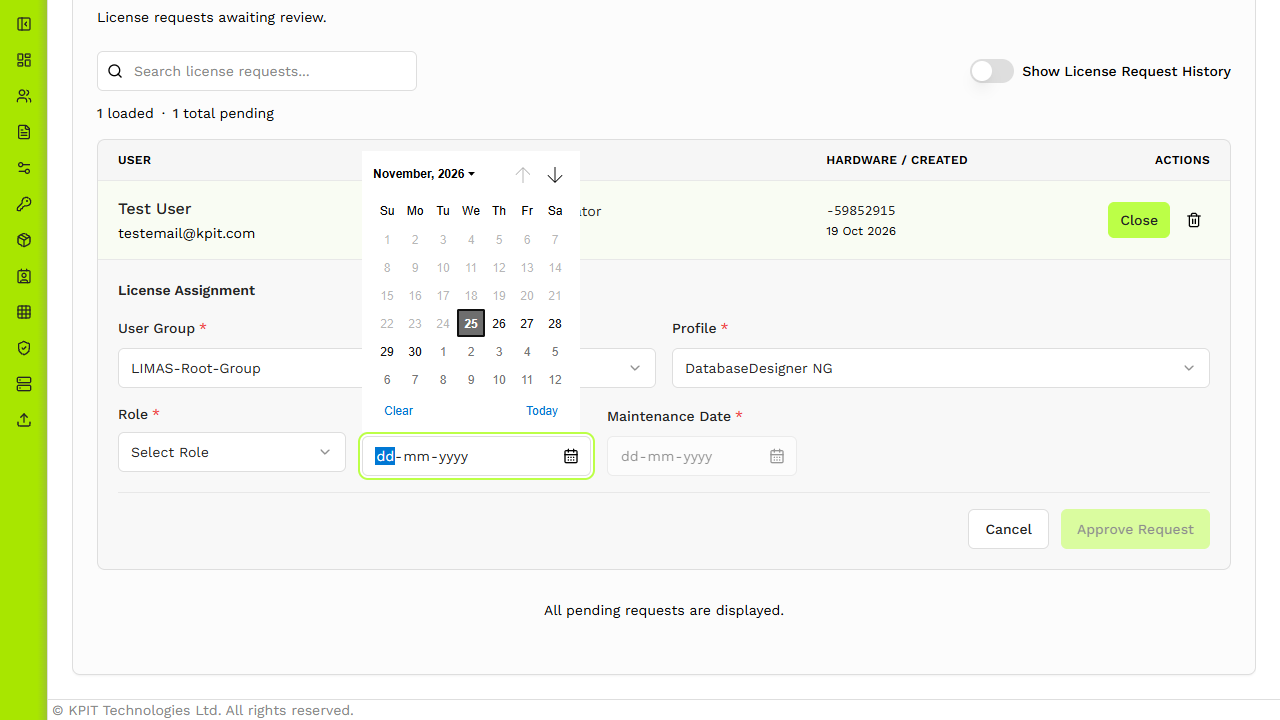 License requests awaiting review.
Search license requests...
Show License Request History
1 loaded · 1 total pending
USER
HARDWARE / CREATED
ACTIONS
Test User
testemail@kpit.com
-59852915
19 Oct 2026
Close
License Assignment
User Group *
LIMAS-Root-Group
Profile *
DatabaseDesigner NG
Role *
Select Role
November, 2026
Su Mo Tu We Th Fr Sa
1 2 3 4 5 6 7
8 9 10 11 12 13 14
15 16 17 18 19 20 21
22 23 24 25 26 27 28
29 30 1 2 3 4 5
6 7 8 9 10 11 12
Clear
Today
dd-mm-yyyy
Maintenance Date *
dd-mm-yyyy
Cancel
Approve Request
All pending requests are displayed.
© KPIT Technologies Ltd. All rights reserved.